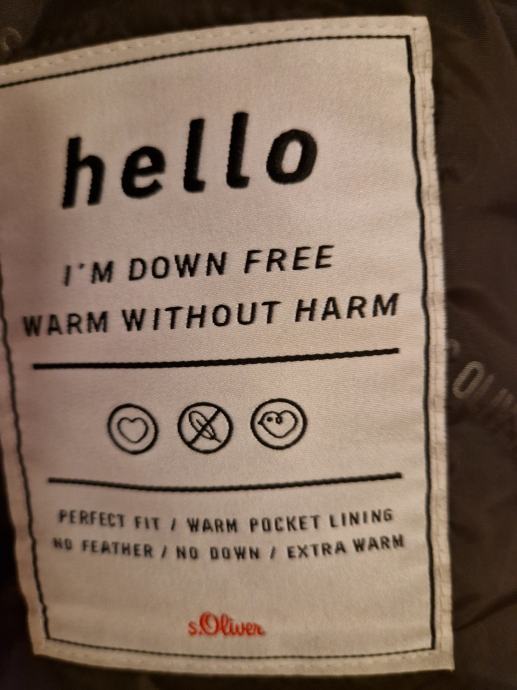 hello
I'M DOWN FREE
WARM WITHOUT HARM
PERFECT FIT / WARM POCKET LINING
NO FEATHER / NO DOWN / EXTRA WARM
s.Oliver